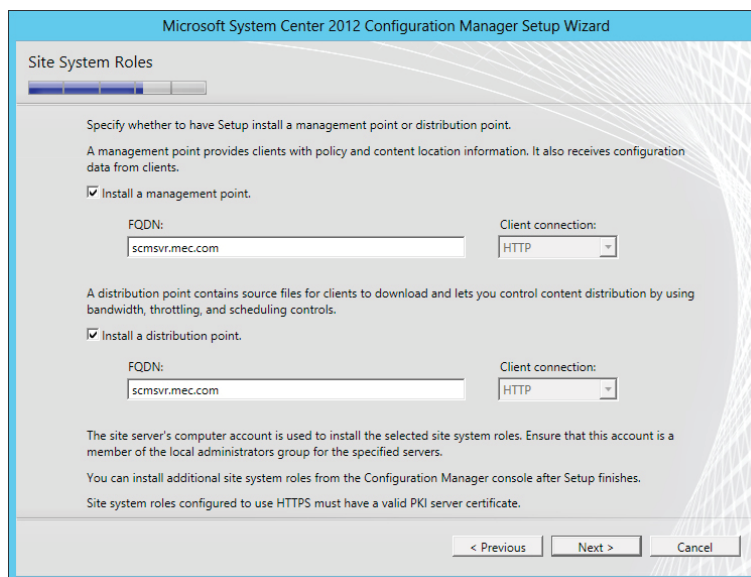 Microsoft System Center 2012 Configuration Manager Setup Wizard
Site System Roles
Specify whether to have Setup install a management point or distribution point.
A management point provides clients with policy and content location information. It also receives configuration
data from clients.
Install a management point.
FQDN:
Client connection:
scmsvr.mec.com
HTTP
A distribution point contains source files for clients to download and lets you control content distribution by using
bandwidth, throttling, and scheduling controls.
Install a distribution point.
FQDN:
Client connection:
scmsvr.mec.com
HTTP
The site server's computer account is used to install the selected site system roles. Ensure that this account is a
member of the local administrators group for the specified servers.
You can install additional site system roles from the Configuration Manager console after Setup finishes.
Site system roles configured to use HTTPS must have a valid PKI server certificate.
< Previous
Next >
Cancel